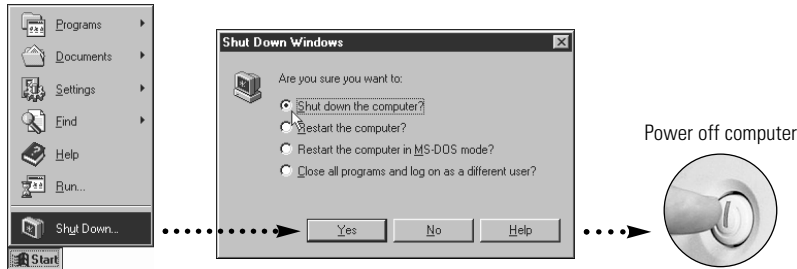 Programs
Documents
Settings
Find
Help
Run...
Shut Down...
Start
Shut Down Windows
Are you sure you want to:
Shut down the computer?
Restart the computer?
Restart the computer in MS-DOS mode?
Close all programs and log on as a different user?
Yes No Help
Power off computer